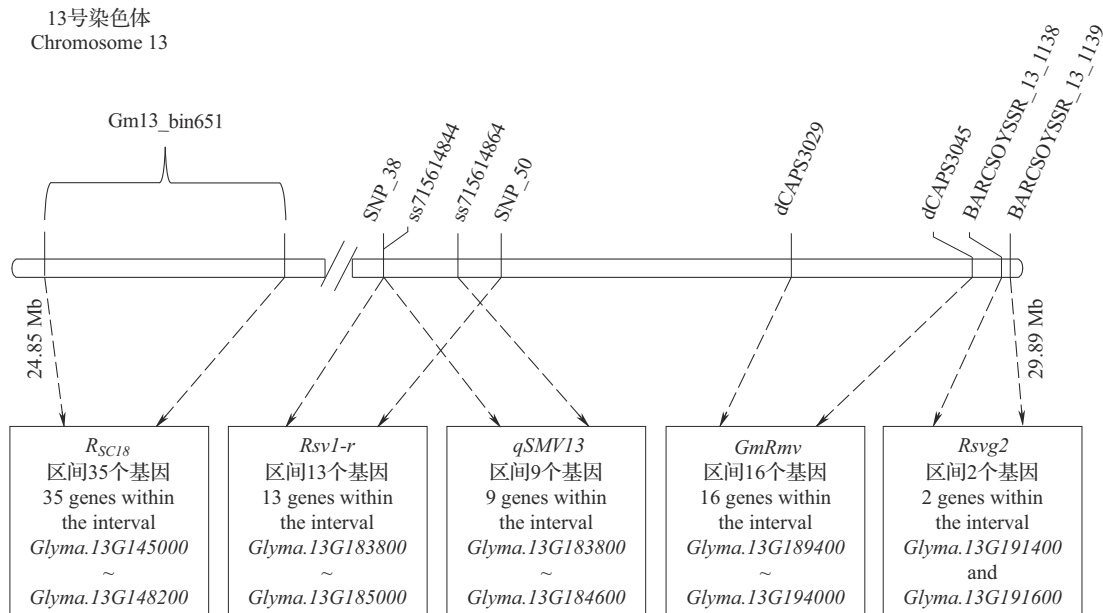 13号染色体
Chromosome 13
Gm13_bin651
SNP_38
ss715614844
ss715614864
SNP_50
dCAPS3029
dCAPS3045
BARCSOYSSR_13_1138
BARCSOYSSR_13_1139
24.85 Mb
29.89 Mb
RSC18
区间35个基因
35 genes within
the interval
Glyma.13G145000
~
Glyma.13G148200
Rsv1-r
区间13个基因
13 genes within
the interval
Glyma.13G183800
~
Glyma.13G185000
qSMV13
区间9个基因
9 genes within
the interval
Glyma.13G183800
~
Glyma.13G184600
GmRmv
区间16个基因
16 genes within
the interval
Glyma.13G189400
~
Glyma.13G194000
Rsvg2
区间2个基因
2 genes within
the interval
Glyma.13G191400
and
Glyma.13G191600